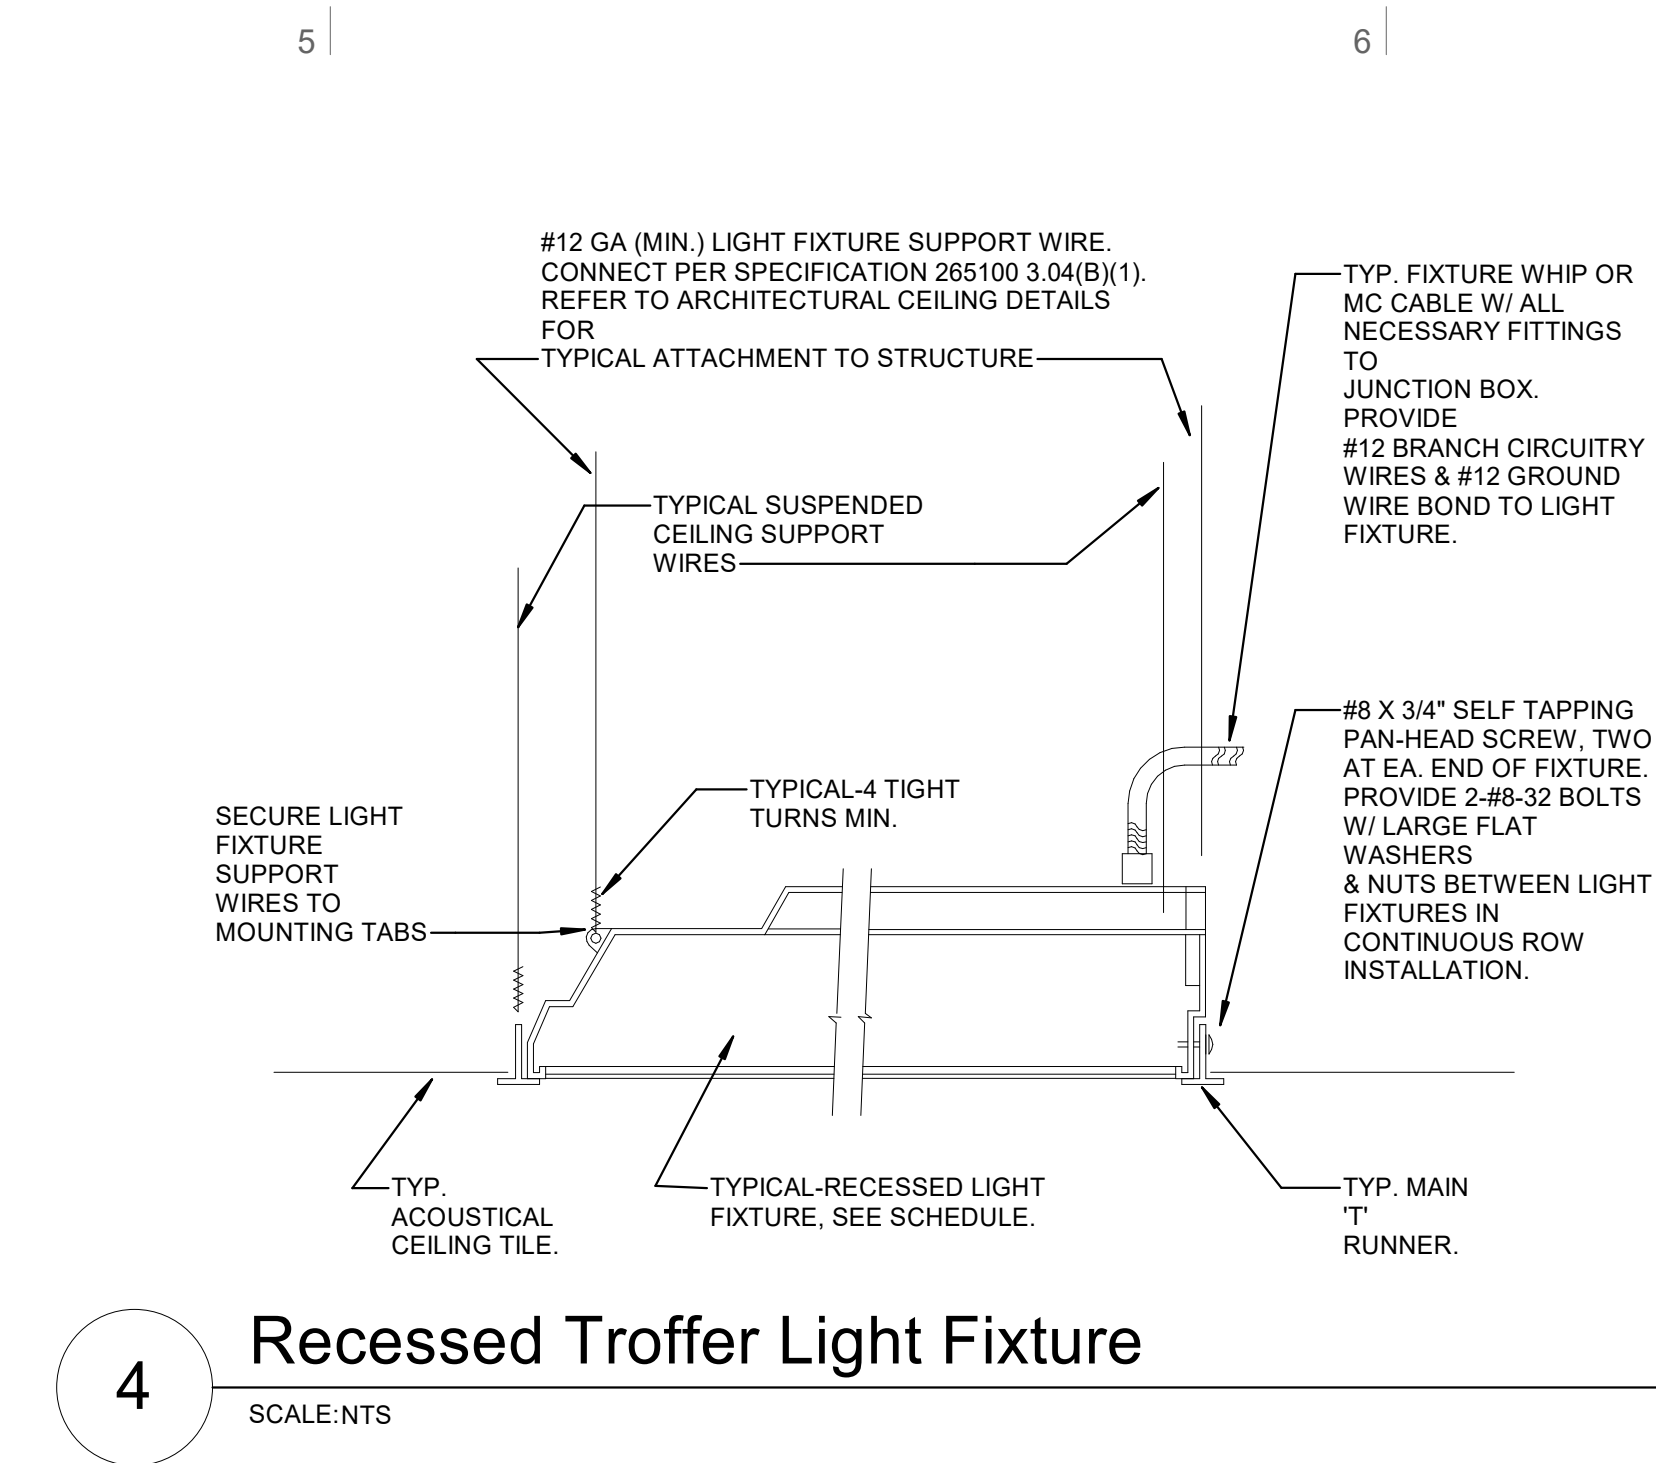 5
6
#12 GA (MIN.) LIGHT FIXTURE SUPPORT WIRE.
CONNECT PER SPECIFICATION 265100 3.04(B)(1).
REFER TO ARCHITECTURAL CEILING DETAILS
FOR
TYPICAL ATTACHMENT TO STRUCTURE
TYP. FIXTURE WHIP OR
MC CABLE W/ ALL
NECESSARY FITTINGS
TO
JUNCTION BOX.
PROVIDE
#12 BRANCH CIRCUITRY
WIRES & #12 GROUND
WIRE BOND TO LIGHT
FIXTURE.
TYPICAL SUSPENDED
CEILING SUPPORT
WIRES
#8 X 3/4" SELF TAPPING
PAN-HEAD SCREW, TWO
AT EA. END OF FIXTURE.
PROVIDE 2-#8-32 BOLTS
W/ LARGE FLAT
WASHERS
& NUTS BETWEEN LIGHT
FIXTURES IN
CONTINUOUS ROW
INSTALLATION.
TYPICAL-4 TIGHT
TURNS MIN.
SECURE LIGHT
FIXTURE
SUPPORT
WIRES TO
MOUNTING TABS
TYP.
ACOUSTICAL
CEILING TILE.
TYPICAL-RECESSED LIGHT
FIXTURE, SEE SCHEDULE.
TYP. MAIN
'T'
RUNNER.
4
Recessed Troffer Light Fixture
SCALE:NTS